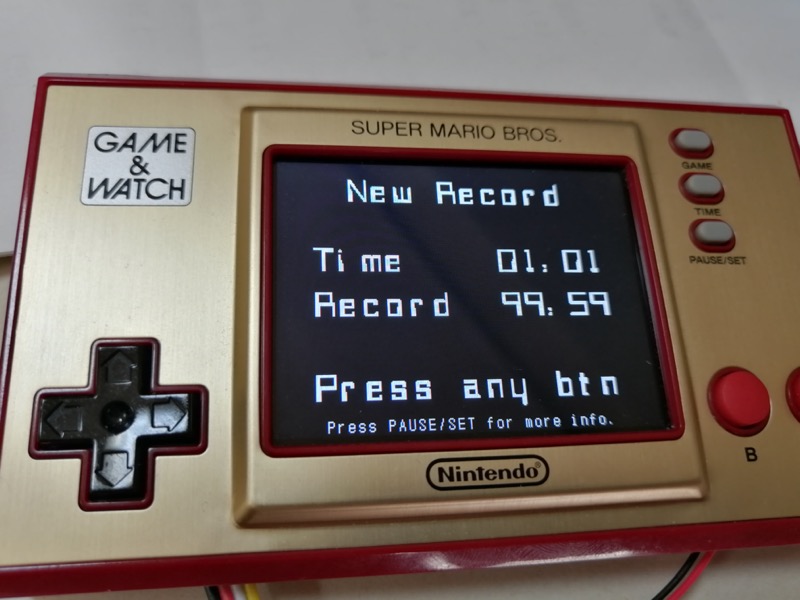 SUPER MARIO BROS.
GAME
&
WATCH
GAME
TIME
PAUSE/SET
New Record
Time 01:01
Record 99:59
Press any btn
Press PAUSE/SET for more info.
Nintendo®
B